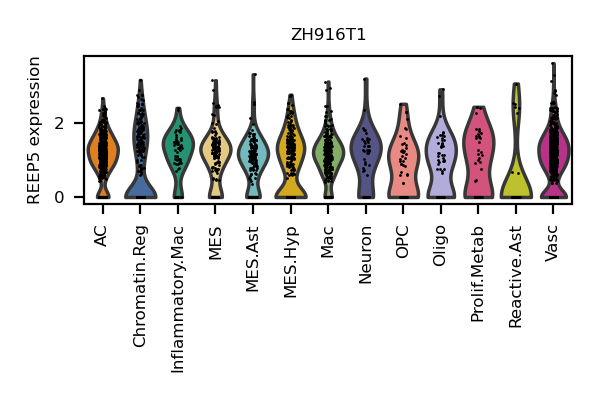 ZH916T1
REEP5 expression
2
0
AC
Chromatin.Reg
Inflammatory.Mac
MES
MES.Ast
MES.Hyp
Mac
Neuron
OPC
Oligo
Prolif.Metab
Reactive.Ast
Vasc